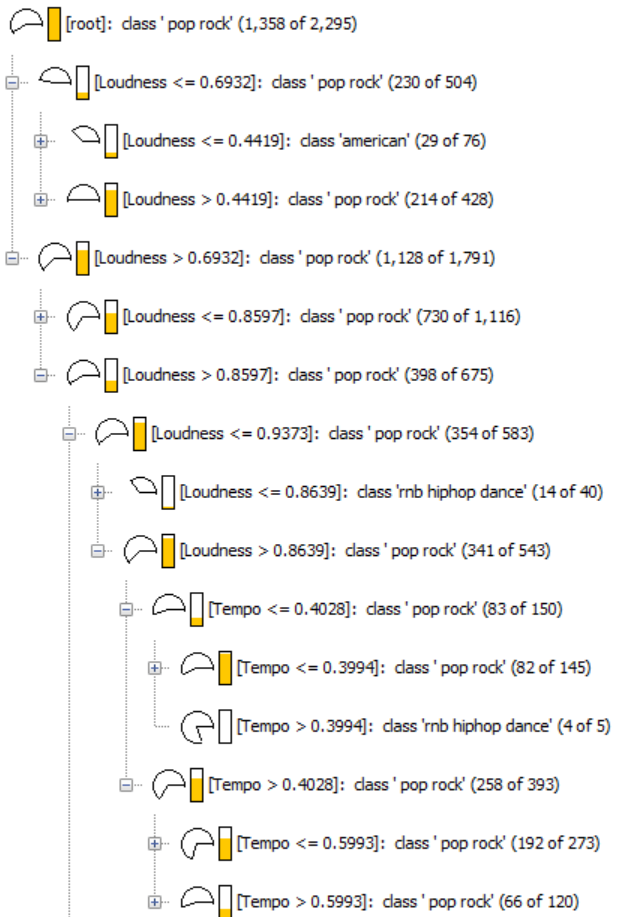 [root]: class ' pop rock' (1,358 of 2,295)
[Loudness <= 0.6932]: class ' pop rock' (230 of 504)
[Loudness <= 0.4419]: class 'american' (29 of 76)
[Loudness > 0.4419]: class ' pop rock' (214 of 428)
[Loudness > 0.6932]: class ' pop rock' (1,128 of 1,791)
[Loudness <= 0.8597]: class ' pop rock' (730 of 1,116)
[Loudness > 0.8597]: class ' pop rock' (398 of 675)
[Loudness <= 0.9373]: class ' pop rock' (354 of 583)
[Loudness <= 0.8639]: class 'rnb hiphop dance' (14 of 40)
[Loudness > 0.8639]: class ' pop rock' (341 of 543)
[Tempo <= 0.4028]: class ' pop rock' (83 of 150)
[Tempo <= 0.3994]: class ' pop rock' (82 of 145)
[Tempo > 0.3994]: class 'rnb hiphop dance' (4 of 5)
[Tempo > 0.4028]: class ' pop rock' (258 of 393)
[Tempo <= 0.5993]: class ' pop rock' (192 of 273)
[Tempo > 0.5993]: class ' pop rock' (66 of 120)